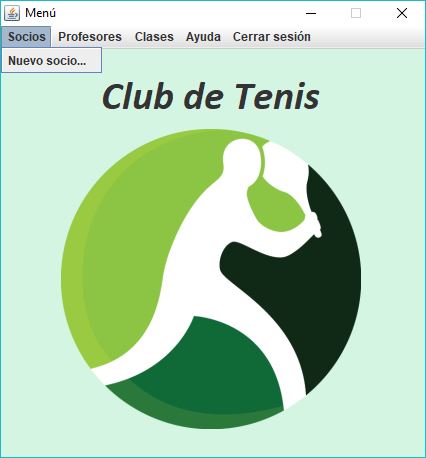 Menú
Socios Profesores Clases Ayuda Cerrar sesión
Nuevo socio...
Club de Tenis